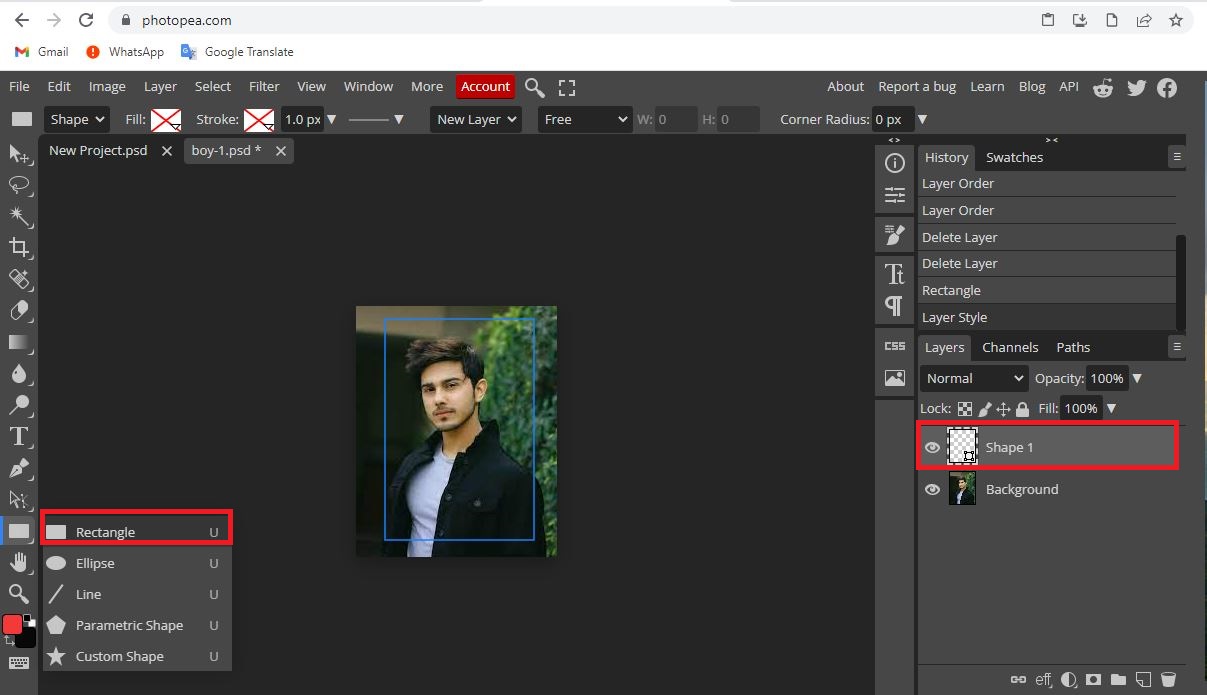 photopea.com
Gmail WhatsApp Google Translate
File Edit Image Layer Select Filter View Window More Account About Report a bug Learn Blog API
Shape Fill: Stroke: 1.0 px New Layer Free W: 0 H: 0 Corner Radius: 0 px
New Project.psd boy-1.psd *
History Swatches
Layer Order
Layer Order
Delete Layer
Delete Layer
Rectangle
Layer Style
CSS
Layers Channels Paths
Normal Opacity: 100%
Lock: Fill: 100%
Shape 1
Background
Rectangle U
Ellipse U
Line U
Parametric Shape U
Custom Shape U
eff